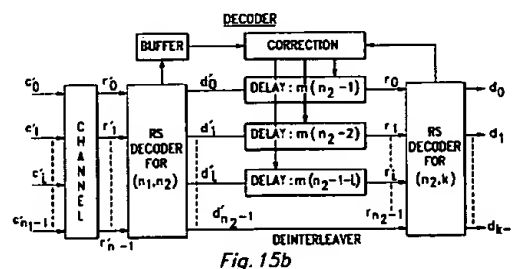 DECODER
BUFFER
CORRECTION
c'0
r'0
d'0
DELAY: m(n2-1)
r0
d0
c'1
r'1
d'1
DELAY: m(n2-2)
r1
d1
c'i
d'i
DELAY: m(n2-1-i)
ri
c'n1-1
r'n-1
d'n2-1
rn2-1
dk-
CHANNEL
RS
DECODER
FOR
(n1,n2)
RS
DECODER
FOR
(n2,k)
DEINTERLEAVER
Fig. 15b